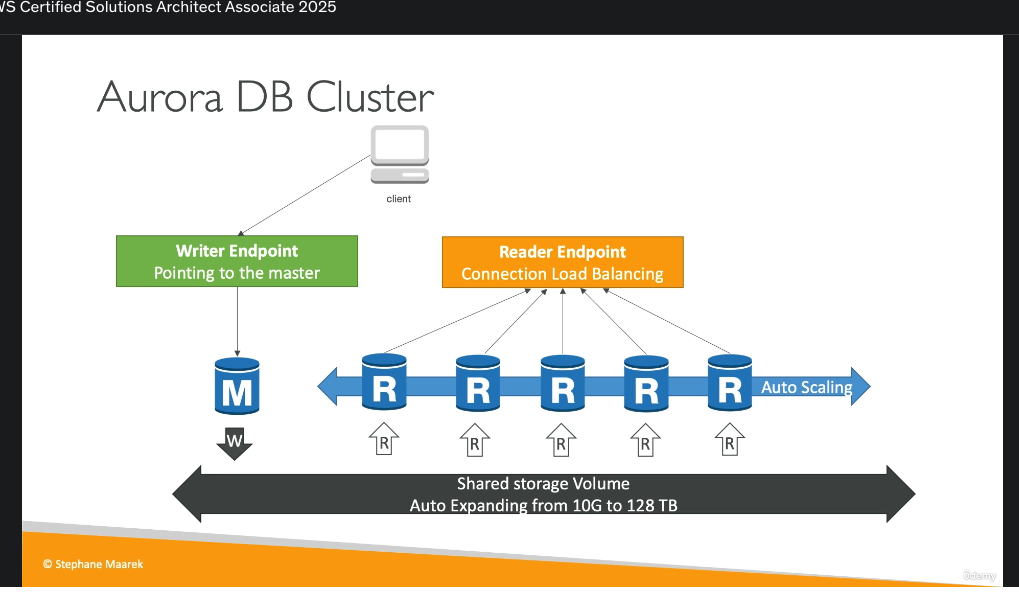 WS Certified Solutions Architect Associate 2025
Aurora DB Cluster
client
Writer Endpoint
Pointing to the master
Reader Endpoint
Connection Load Balancing
M
R
R
R
R
R
Auto Scaling
W
R
R
R
R
R
Shared storage Volume
Auto Expanding from 10G to 128 TB
© Stephane Maarek
Udemy